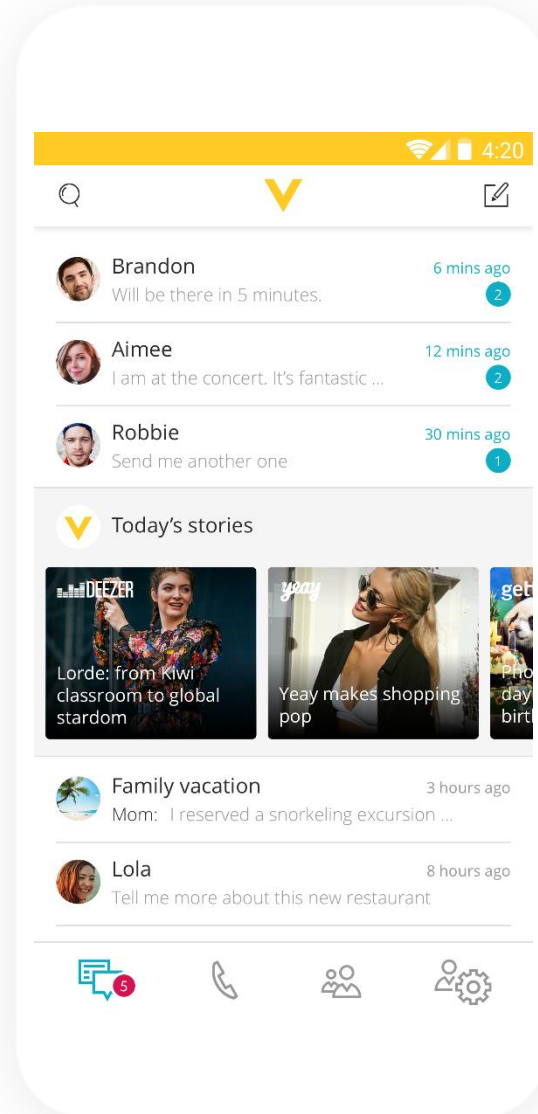 4:20
V
Brandon
6 mins ago
Will be there in 5 minutes.
2
Aimee
12 mins ago
I am at the concert. It's fantastic ...
2
Robbie
30 mins ago
Send me another one
1
V
Today's stories
DEEZER
Lorde: from Kiwi
classroom to global
stardom
yeay
Yeay makes shopping
pop
day
Family vacation
3 hours ago
Mom: I reserved a snorkeling excursion ...
Lola
8 hours ago
Tell me more about this new restaurant
5